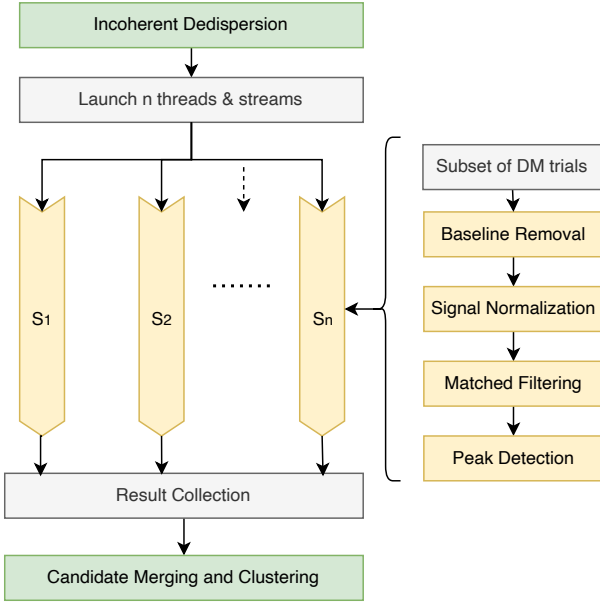 Incoherent Dedispersion
Launch n threads & streams
S1
S2
........
Sn
Subset of DM trials
Baseline Removal
Signal Normalization
Matched Filtering
Peak Detection
Result Collection
Candidate Merging and Clustering